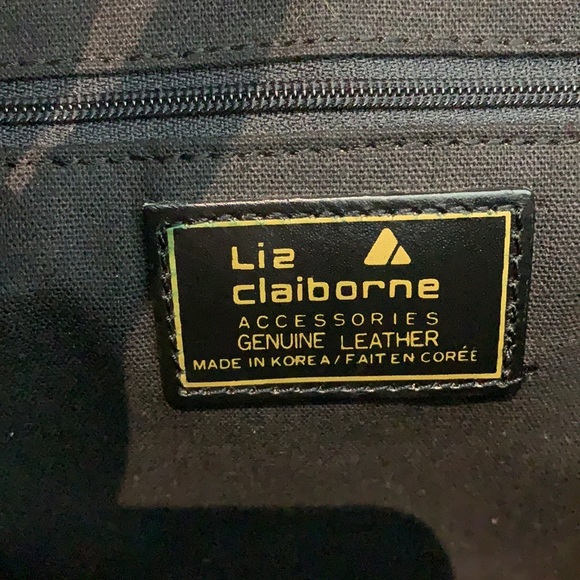 Liz
claiborne
ACCESSORIES
GENUINE LEATHER
MADE IN KOREA/FAIT EN CORÉE